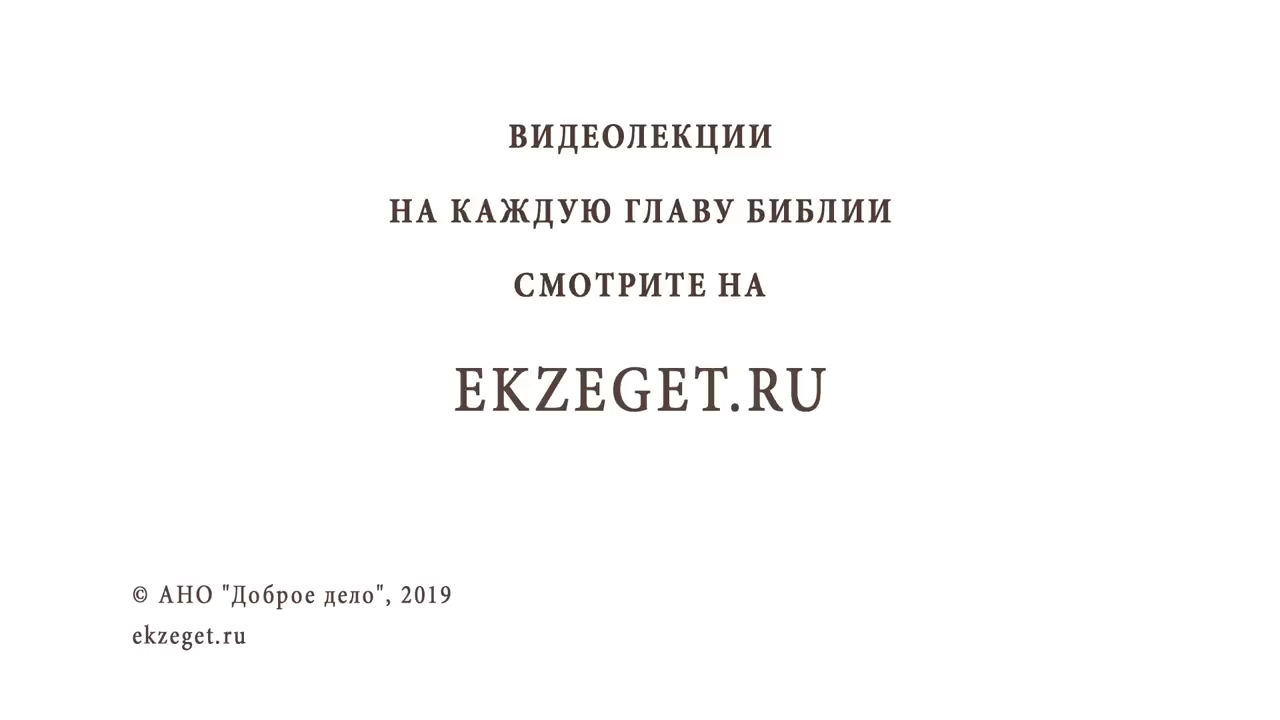 ВИДЕОЛЕКЦИИ
НА КАЖДУЮ ГЛАВУ БИБЛИИ
СМОТРИТЕ НА
EKZEGET.RU
© АНО "Доброе дело", 2019
ekzeget.ru